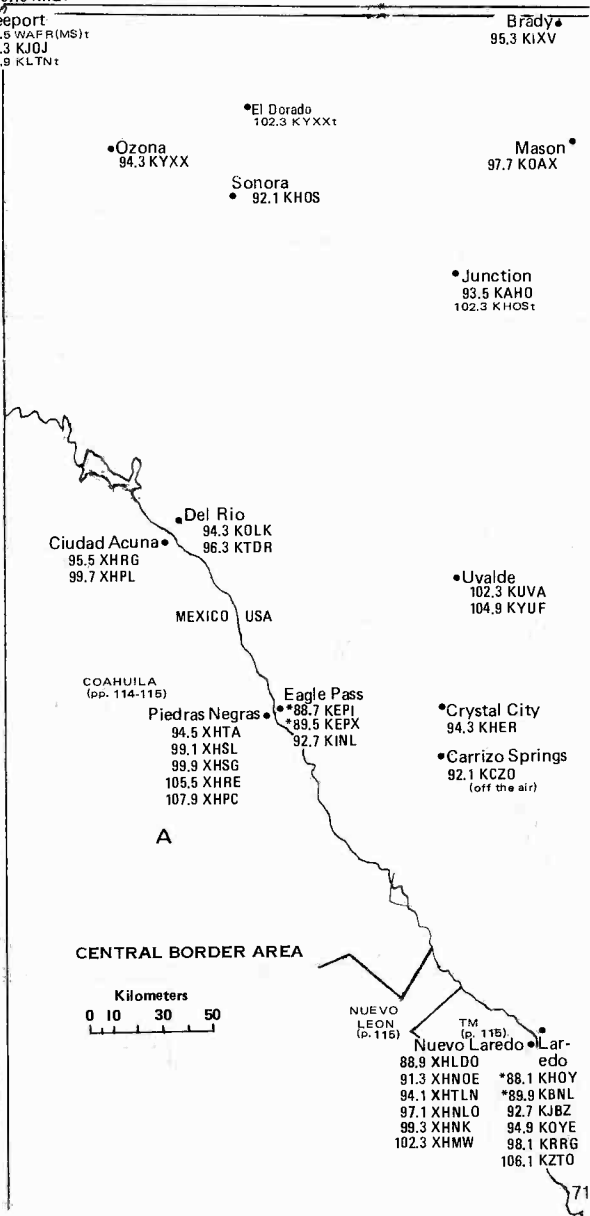 .5 WAFR(MS)t
.3 KJOJ
.9 KLTNt
Brady
95.3 KIXV
El Dorado
102.3 KYXXt
Ozona
94.3 KYXX
Mason
97.7 KOAX
Sonora
92.1 KHOS
Junction
93.5 KAHO
102.3 KHOSt
Del Rio
94.3 KOLK
96.3 KTDR
Ciudad Acuna
95.5 XHRG
99.7 XHPL
Uvalde
102.3 KUVA
104.9 KYUF
MEXICO USA
COAHUILA
(pp. 114-115)
Eagle Pass
*88.7 KEPI
*89.5 KEPX
92.7 KINL
Piedras Negras
94.5 XHTA
99.1 XHSL
99.9 XHSG
105.5 XHRE
107.9 XHPC
Crystal City
94.3 KHER
Carrizo Springs
92.1 KCZO
(off the air)
A
CENTRAL BORDER AREA
Kilometers
0 10 30 50
NUEVO
LEON
(p. 115)
TM
(p. 115)
Nuevo Laredo
88.9 XHLDO
91.3 XHNOE
94.1 XHTLN
97.1 XHNLO
99.3 XHNK
102.3 XHMW
Lar-
edo
*88.1 KHOY
*89.9 KBNL
92.7 KJBZ
94.9 KOYE
98.1 KRRG
106.1 KZTO
71